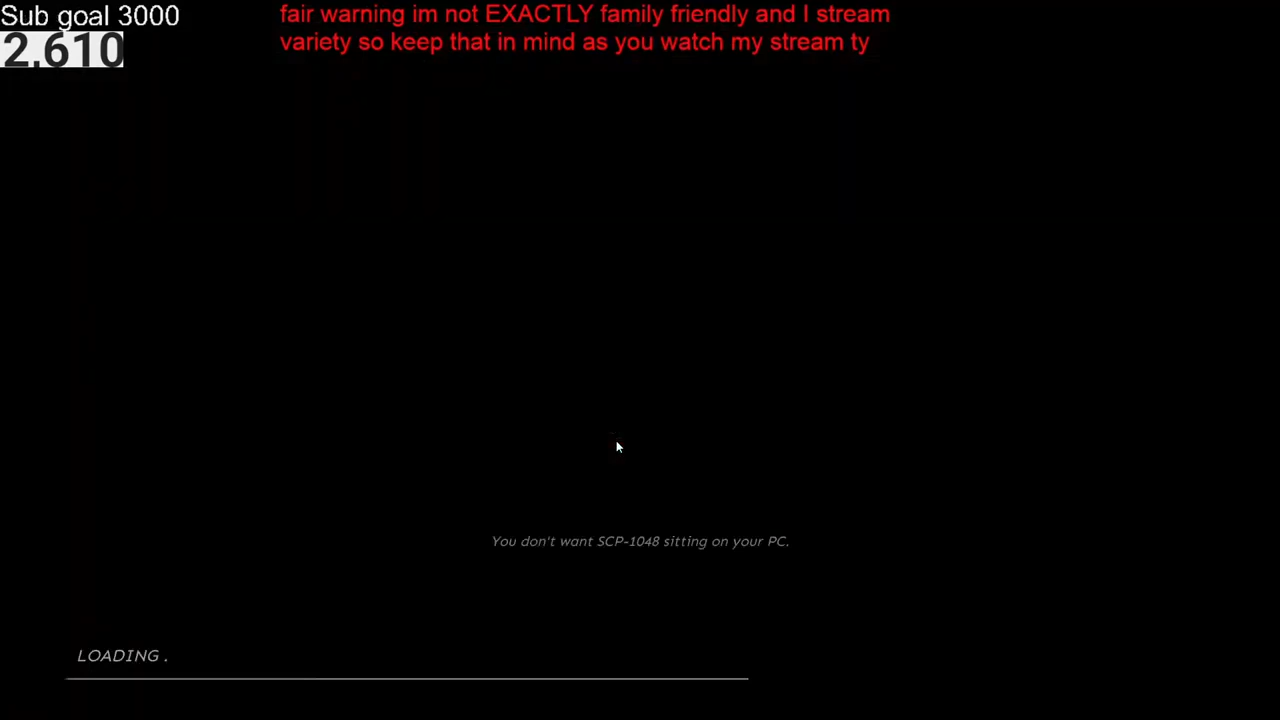 Sub goal 3000
2.610
fair warning im not EXACTLY family friendly and I stream
variety so keep that in mind as you watch my stream ty
You don't want SCP-1048 sitting on your PC.
LOADING .